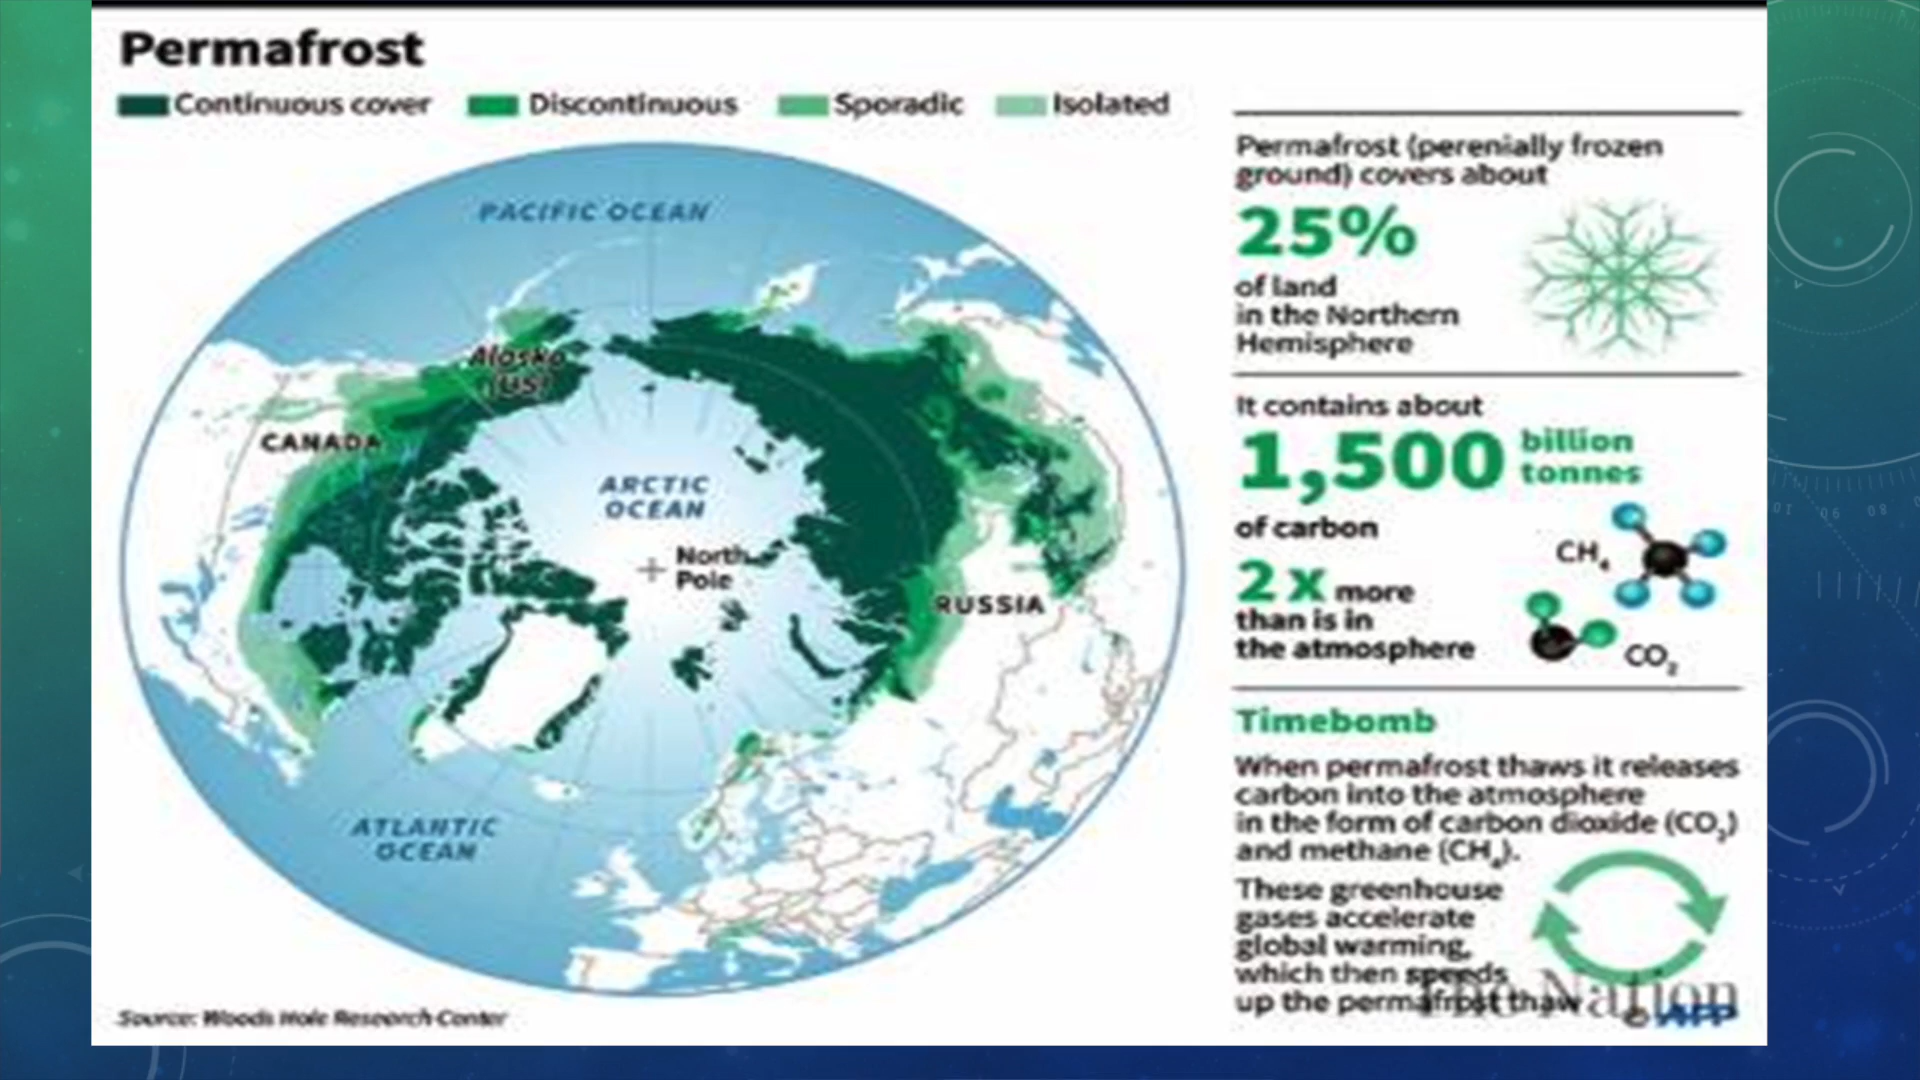 Permafrost
Continuous cover
Discontinuous
Sporadic
Isolated
PACIFIC OCEAN
Alaska
(US)
CANADA
ARCTIC
OCEAN
North
Pole
RUSSIA
ATLANTIC
OCEAN
Source: Woods Hole Research Center
Permafrost (perenially frozen
ground) covers about
25%
of land
in the Northern
Hemisphere
It contains about
1,500 billion
tonnes
of carbon
CH₄
2 x more
than is in
the atmosphere
CO₂
Timebomb
When permafrost thaws it releases
carbon into the atmosphere
in the form of carbon dioxide (CO₂)
and methane (CH₄).
These greenhouse
gases accelerate
global warming,
which then speeds
up the permafrost thaw
The Nation
© AFP